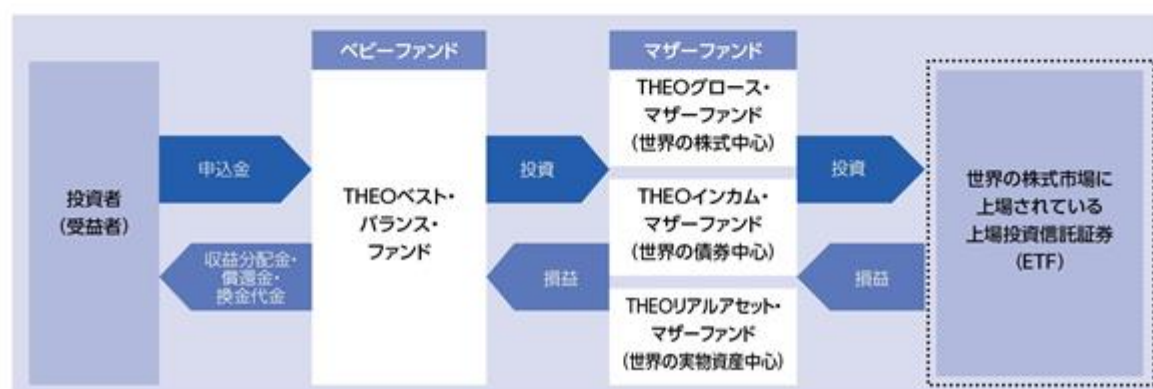 ベビーファンド
マザーファンド
投資者
(受益者)
申込金
収益分配金・
償還金・
換金代金
THEOベスト・
バランス・
ファンド
投資
損益
THEOグロース・
マザーファンド
(世界の株式中心)
THEOインカム・
マザーファンド
(世界の債券中心)
THEOリアルアセット・
マザーファンド
(世界の実物資産中心)
投資
損益
世界の株式市場に
上場されている
上場投資信託証券
(ETF)